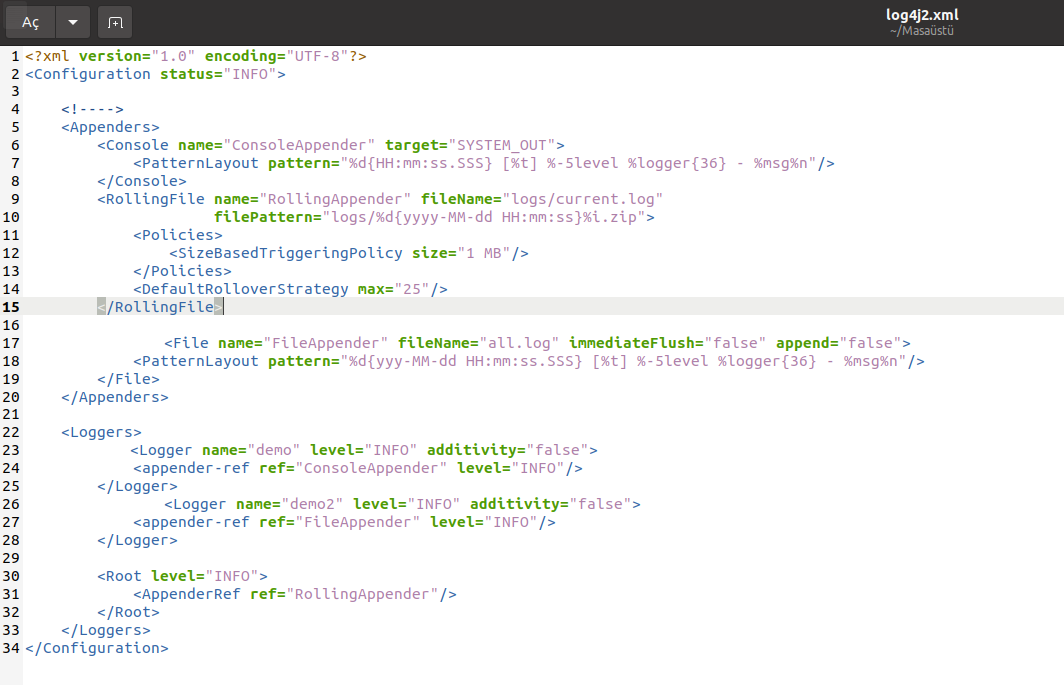 Aç
log4j2.xml
~/Masaüstü
1 <?xml version="1.0" encoding="UTF-8"?>
2 <Configuration status="INFO">
3
4 <!---->
5 <Appenders>
6 <Console name="ConsoleAppender" target="SYSTEM_OUT">
7 <PatternLayout pattern="%d{HH:mm:ss.SSS} [%t] %-5level %logger{36} - %msg%n"/>
8 </Console>
9 <RollingFile name="RollingAppender" fileName="logs/current.log"
10 filePattern="logs/%d{yyyy-MM-dd HH:mm:ss}%i.zip">
11 <Policies>
12 <SizeBasedTriggeringPolicy size="1 MB"/>
13 </Policies>
14 <DefaultRolloverStrategy max="25"/>
15 </RollingFile>
16
17 <File name="FileAppender" fileName="all.log" immediateFlush="false" append="false">
18 <PatternLayout pattern="%d{yyy-MM-dd HH:mm:ss.SSS} [%t] %-5level %logger{36} - %msg%n"/>
19 </File>
20 </Appenders>
21
22 <Loggers>
23 <Logger name="demo" level="INFO" additivity="false">
24 <appender-ref ref="ConsoleAppender" level="INFO"/>
25 </Logger>
26 <Logger name="demo2" level="INFO" additivity="false">
27 <appender-ref ref="FileAppender" level="INFO"/>
28 </Logger>
29
30 <Root level="INFO">
31 <AppenderRef ref="RollingAppender"/>
32 </Root>
33 </Loggers>
34 </Configuration>